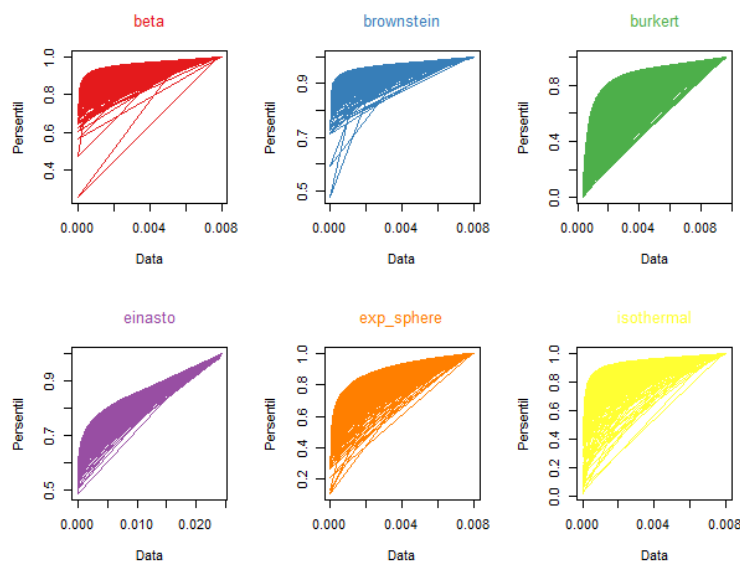 beta
brownstein
burkert
Persentil
0.4 0.6 0.8 1.0
0.000 0.004 0.008
Data
Persentil
0.5 0.7 0.9
0.000 0.004 0.008
Data
Persentil
0.0 0.4 0.8
0.000 0.004 0.008
Data
einasto
exp_sphere
isothermal
Persentil
0.5 0.7 0.9
0.000 0.010 0.020
Data
Persentil
0.2 0.4 0.6 0.8 1.0
0.000 0.004 0.008
Data
Persentil
0.0 0.2 0.4 0.6 0.8 1.0
0.000 0.004 0.008
Data